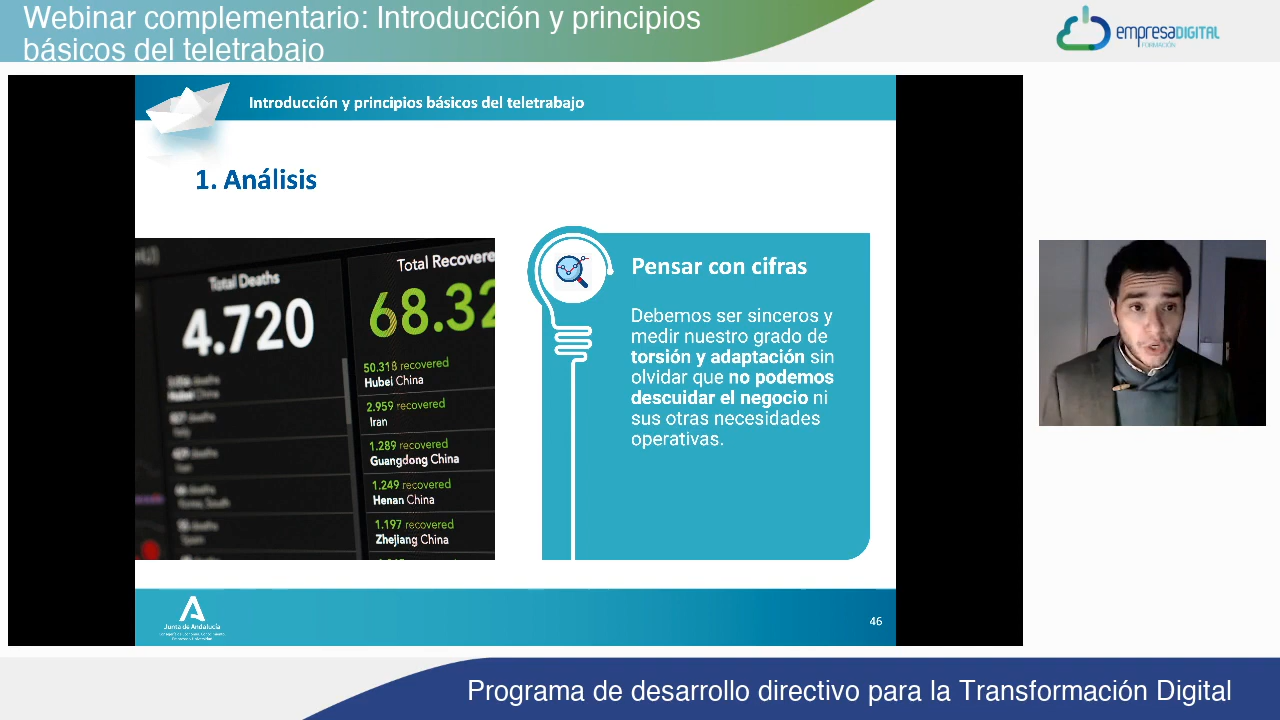 Webinar complementario: Introducción y principios
básicos del teletrabajo
empresaDIGITAL
FORMACIÓN
Introducción y principios básicos del teletrabajo
1. Análisis
Total Deaths
4.720
Total Recovere
68.32
50.318 recovered
Hubei China
2.959 recovered
Iran
1.289 recovered
Guangdong China
1.249 recovered
Henan China
1.197 recovered
Zhejiang China
Pensar con cifras
Debemos ser sinceros y
medir nuestro grado de
torsión y adaptación sin
olvidar que no podemos
descuidar el negocio ni
sus otras necesidades
operativas.
Junta de Andalucía
46
Programa de desarrollo directivo para la Transformación Digital